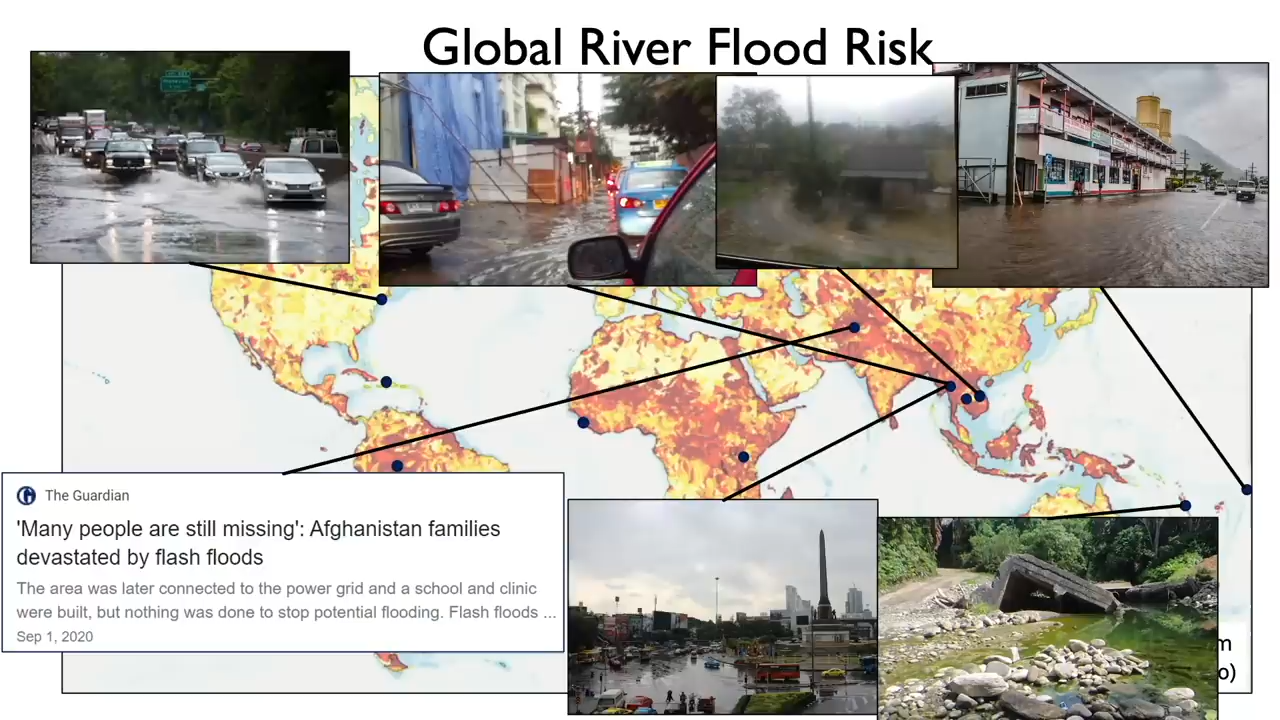 Global River Flood Risk
The Guardian
'Many people are still missing': Afghanistan families
devastated by flash floods
The area was later connected to the power grid and a school and clinic
were built, but nothing was done to stop potential flooding. Flash floods ...
Sep 1, 2020
m
o)